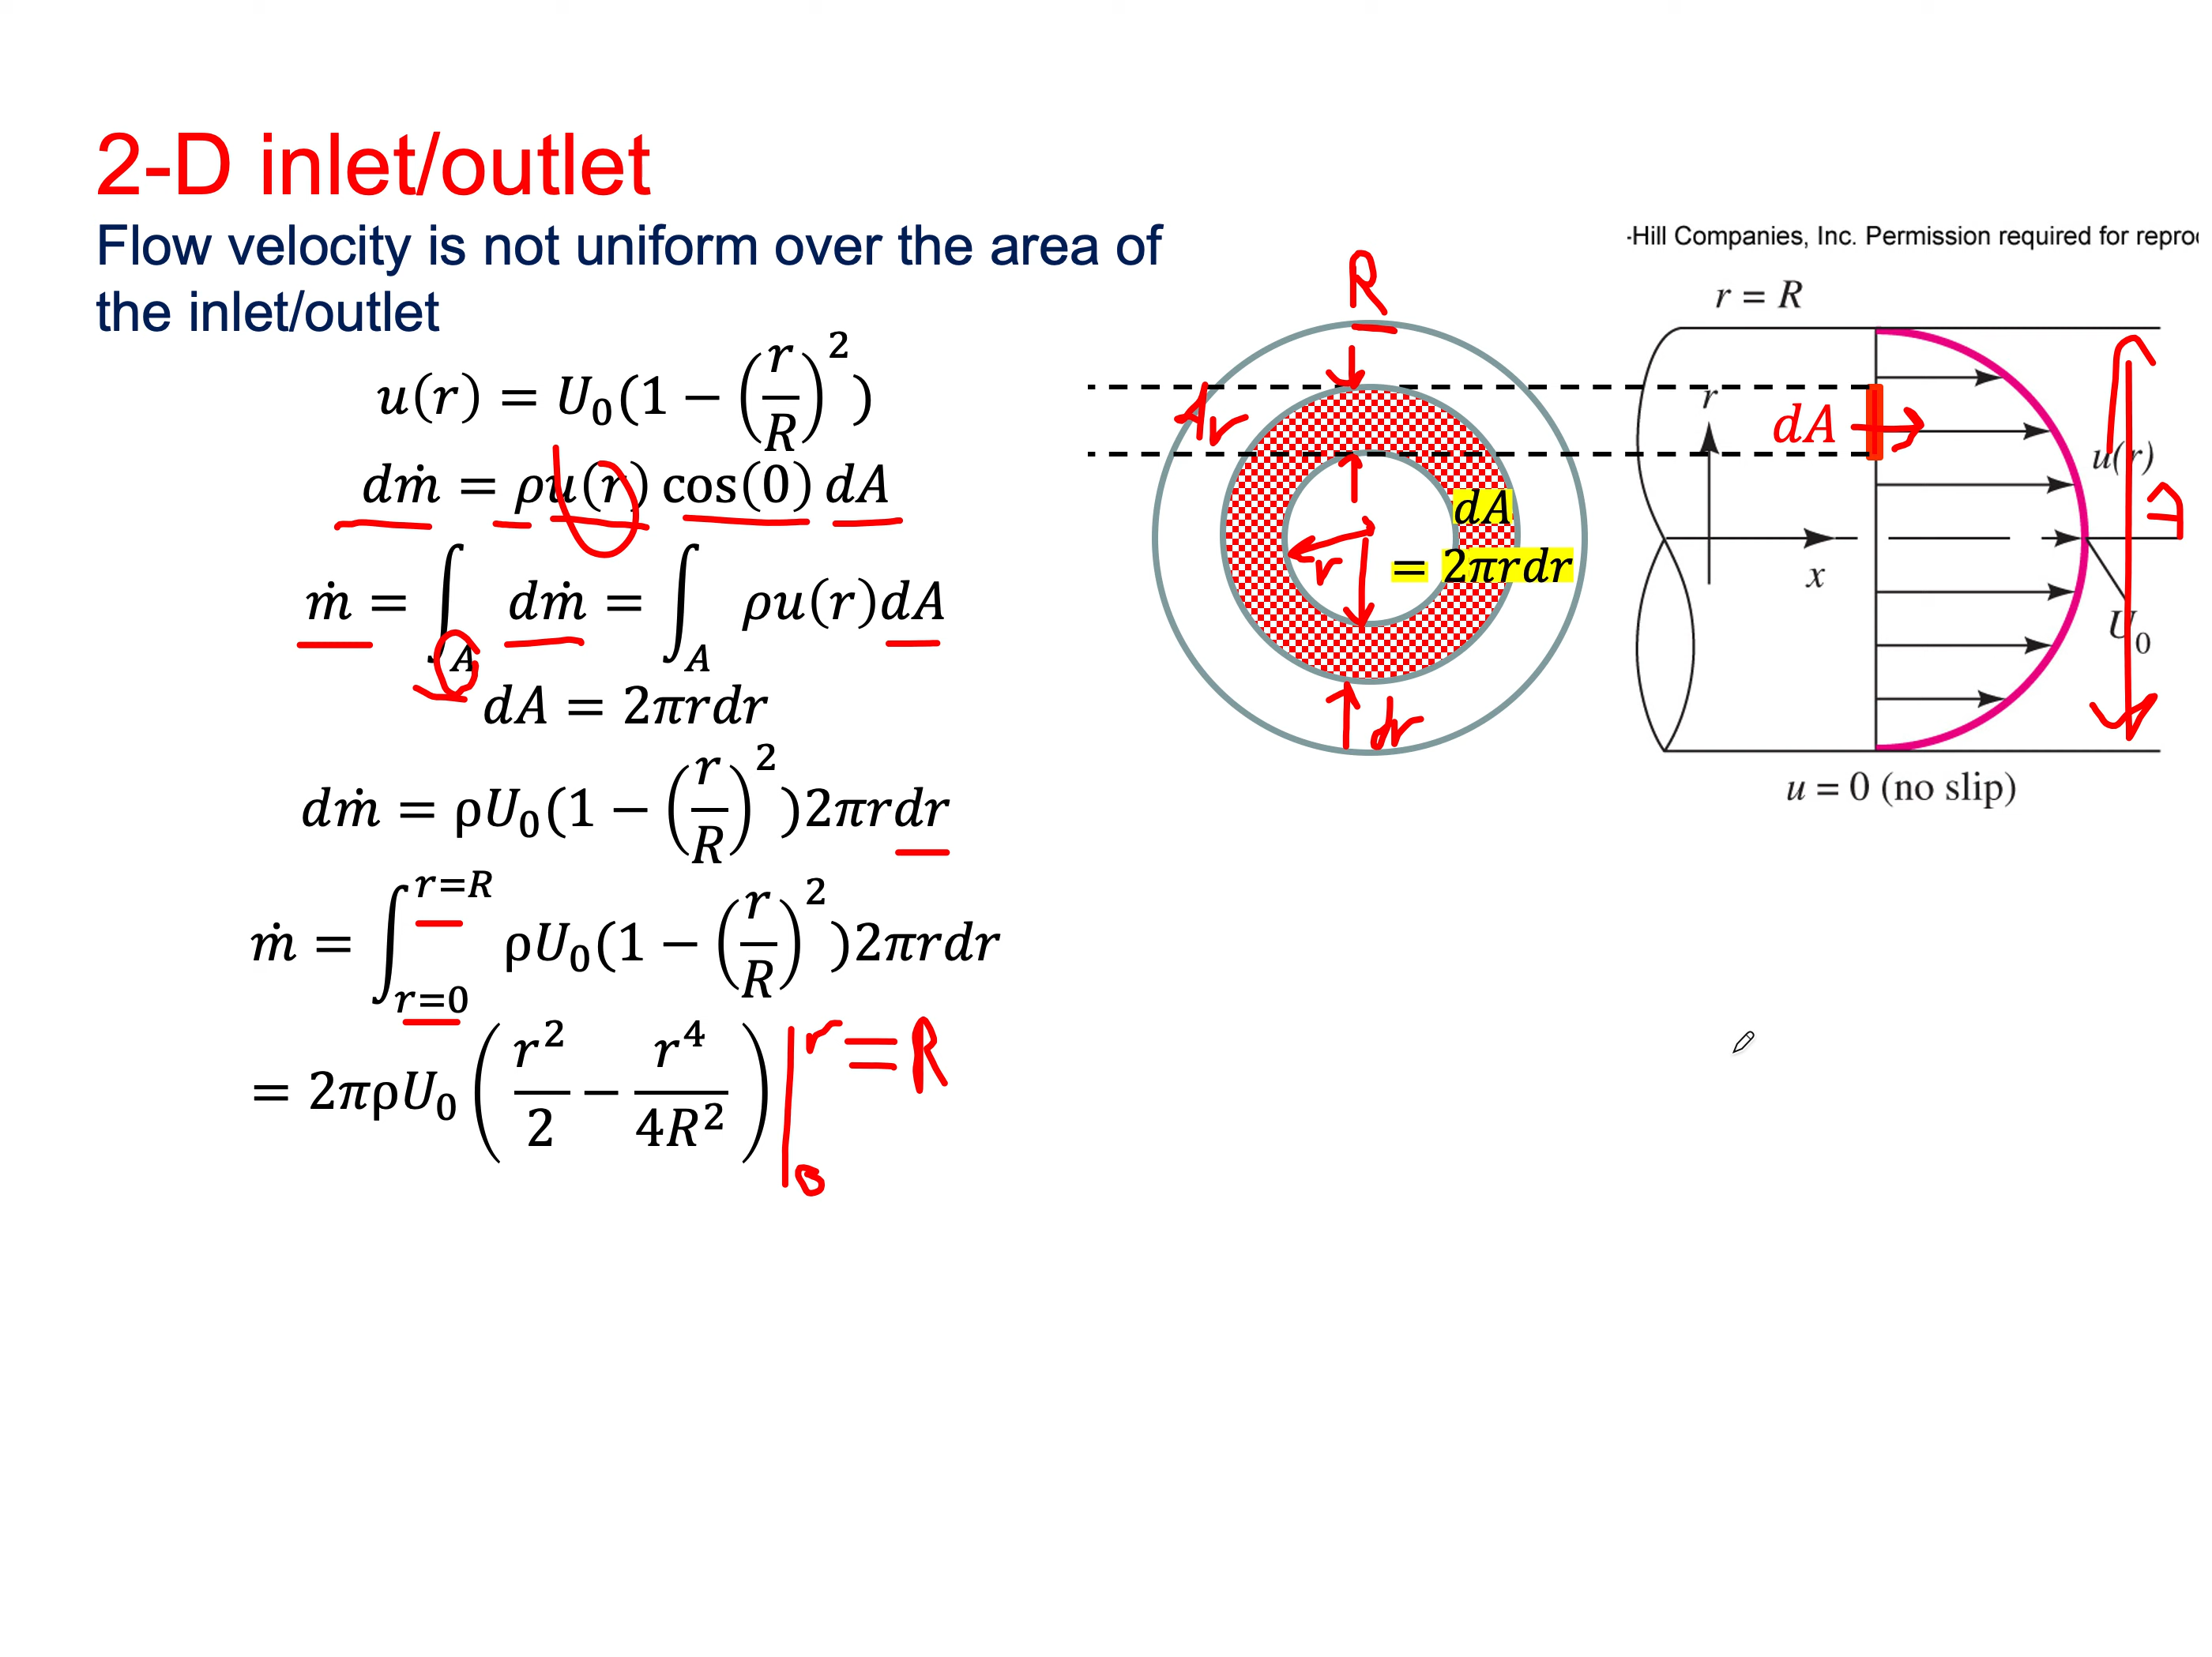 2-D inlet/outlet
Flow velocity is not uniform over the area of
the inlet/outlet
u(r) = U₀(1 − (r/R)²)
dṁ = ρu(r) cos(0) dA
ṁ = ∫_A dṁ = ∫_A ρu(r)dA
dA = 2πrdr
dṁ = ρU₀(1 − (r/R)²)2πrdr
ṁ = ∫_{r=0}^{r=R} ρU₀(1 − (r/R)²)2πrdr
= 2πρU₀(r²/2 − r⁴/4R²)|₀^{r=R}
R
dA
= 2πrdr
r
dr
-Hill Companies, Inc. Permission required for repro
r = R
r
dA
u(r)
x
U₀
u = 0 (no slip)